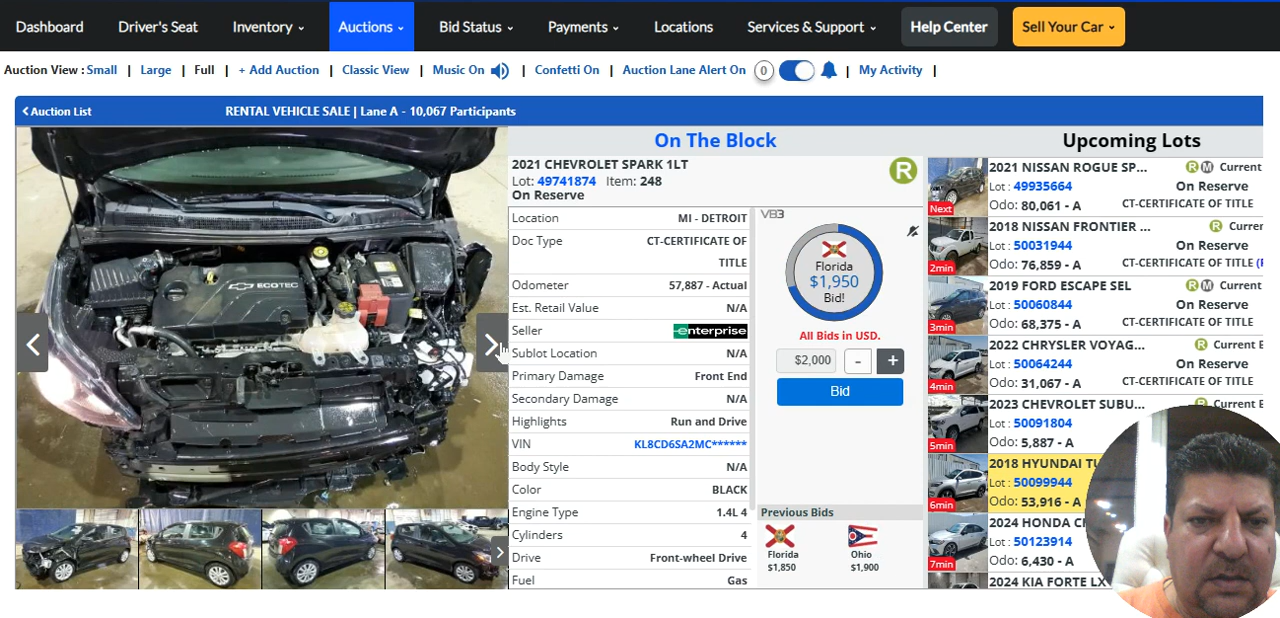 Dashboard Driver's Seat Inventory Auctions Bid Status Payments Locations Services & Support Help Center Sell Your Car
Auction View : Small | Large | Full | + Add Auction | Classic View | Music On | Confetti On | Auction Lane Alert On 0 | My Activity |
Auction List RENTAL VEHICLE SALE | Lane A - 10,067 Participants
On The Block
2021 CHEVROLET SPARK 1LT
Lot: 49741874 Item: 248
On Reserve
R
Location MI - DETROIT
Doc Type CT-CERTIFICATE OF
TITLE
Odometer 57,887 - Actual
Est. Retail Value N/A
Seller enterprise
Sublot Location N/A
Primary Damage Front End
Secondary Damage N/A
Highlights Run and Drive
VIN KL8CD6SA2MC******
Body Style N/A
Color BLACK
Engine Type 1.4L 4
Cylinders 4
Drive Front-wheel Drive
Fuel Gas
VB3
Florida
$1,950
Bid!
All Bids in USD.
$2,000 - +
Bid
Previous Bids
Florida Ohio
$1,850 $1,900
Upcoming Lots
2021 NISSAN ROGUE SP... R M Current
Lot : 49935664 On Reserve
Next Odo: 80,061 - A CT-CERTIFICATE OF TITLE
2018 NISSAN FRONTIER ... R Curre
Lot : 50031944 On Reserve
2min Odo: 76,859 - A CT-CERTIFICATE OF TITLE
2019 FORD ESCAPE SEL R M Current
Lot : 50060844 On Reserve
3min Odo: 68,375 - A CT-CERTIFICATE OF TITLE
2022 CHRYSLER VOYAG... R Current
Lot : 50064244 On Reserve
4min Odo: 31,067 - A CT-CERTIFICATE OF TITLE
2023 CHEVROLET SUBU... Current
Lot : 50091804
5min Odo: 5,887 - A
2018 HYUNDAI TU
Lot : 50099944
6min Odo: 53,916 - A
2024 HONDA
Lot : 50123914
7min Odo: 6,430 - A
2024 KIA FORTE LX
ECOTEC